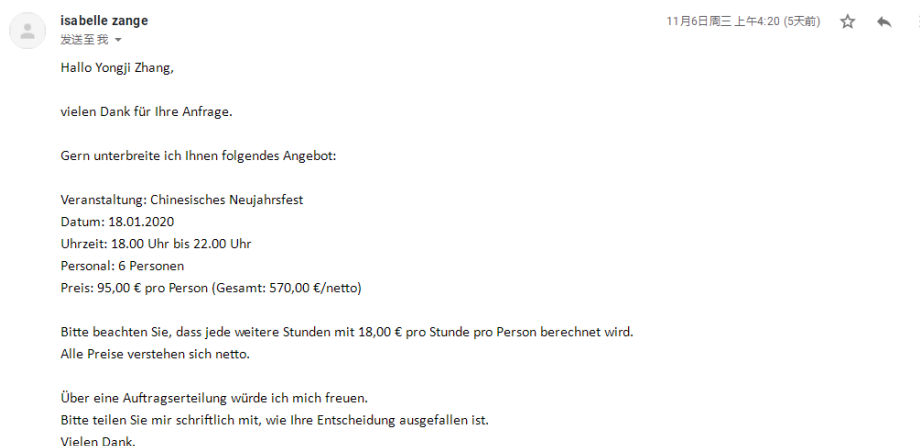 isabelle zange
11月6日周三 上午4:20 (5天前)
发送至 我
Hallo Yongji Zhang,
vielen Dank für Ihre Anfrage.
Gern unterbreite ich Ihnen folgendes Angebot:
Veranstaltung: Chinesisches Neujahrsfest
Datum: 18.01.2020
Uhrzeit: 18.00 Uhr bis 22.00 Uhr
Personal: 6 Personen
Preis: 95,00 € pro Person (Gesamt: 570,00 €/netto)
Bitte beachten Sie, dass jede weitere Stunden mit 18,00 € pro Stunde pro Person berechnet wird.
Alle Preise verstehen sich netto.
Über eine Auftragserteilung würde ich mich freuen.
Bitte teilen Sie mir schriftlich mit, wie Ihre Entscheidung ausgefallen ist.
Vielen Dank.